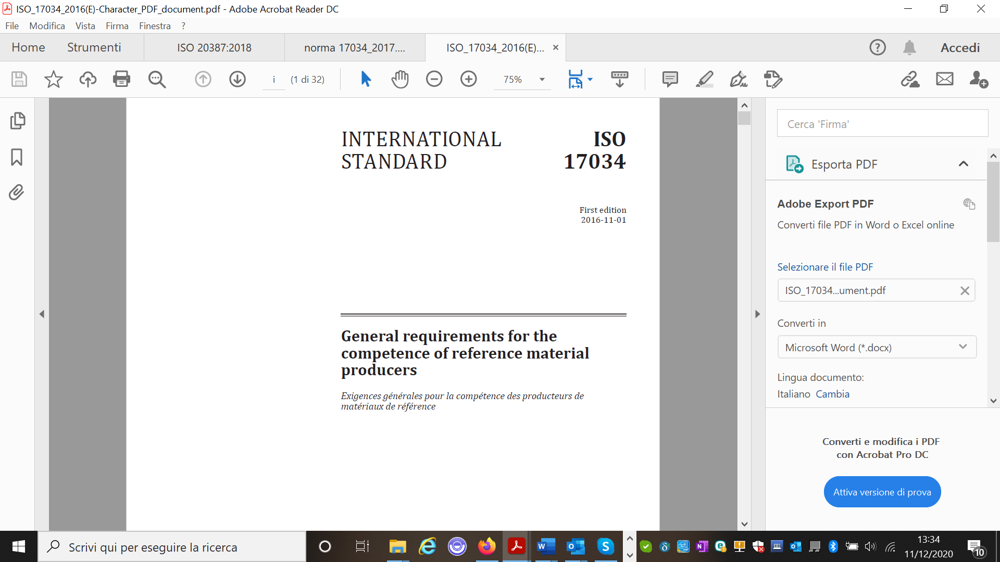 ISO_17034_2016(E)-Character_PDF_document.pdf - Adobe Acrobat Reader DC
File Modifica Vista Firma Finestra ?
Home Strumenti ISO 20387:2018 norma 17034_2017.... ISO_17034_2016(E)... × ? Accedi
i (1 di 32) 75%
INTERNATIONAL
STANDARD
ISO
17034
First edition
2016-11-01
General requirements for the
competence of reference material
producers
Exigences générales pour la compétence des producteurs de
matériaux de référence
Cerca 'Firma'
Esporta PDF
Adobe Export PDF
Converti file PDF in Word o Excel online
Selezionare il file PDF
ISO_17034...ument.pdf
Converti in
Microsoft Word (*.docx)
Lingua documento:
Italiano Cambia
Converti e modifica i PDF
con Acrobat Pro DC
Attiva versione di prova
Scrivi qui per eseguire la ricerca
13:34
11/12/2020
10